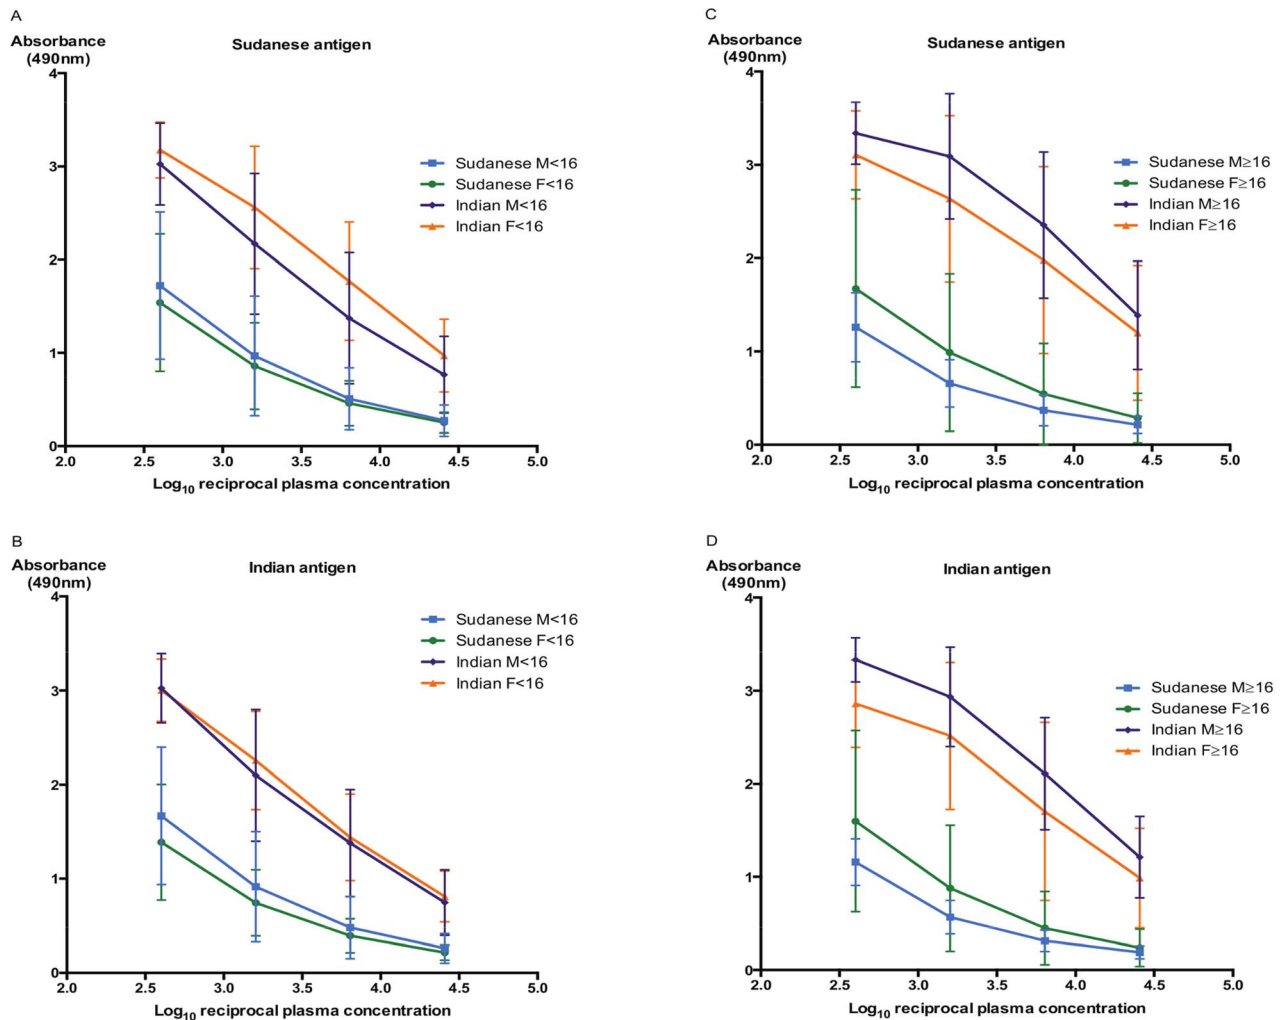 A
Absorbance
(490nm)
Sudanese antigen
4
3
2
1
0
2.0 2.5 3.0 3.5 4.0 4.5 5.0
Log10 reciprocal plasma concentration
Sudanese M<16
Sudanese F<16
Indian M<16
Indian F<16
C
Absorbance
(490nm)
Sudanese antigen
4
3
2
1
0
2.0 2.5 3.0 3.5 4.0 4.5 5.0
Log10 reciprocal plasma concentration
Sudanese M≥16
Sudanese F≥16
Indian M≥16
Indian F≥16
B
Absorbance
(490nm)
Indian antigen
4
3
2
1
0
2.0 2.5 3.0 3.5 4.0 4.5 5.0
Log10 reciprocal plasma concentration
Sudanese M<16
Sudanese F<16
Indian M<16
Indian F<16
D
Absorbance
(490nm)
Indian antigen
4
3
2
1
0
2.0 2.5 3.0 3.5 4.0 4.5 5.0
Log10 reciprocal plasma concentration
Sudanese M≥16
Sudanese F≥16
Indian M≥16
Indian F≥16